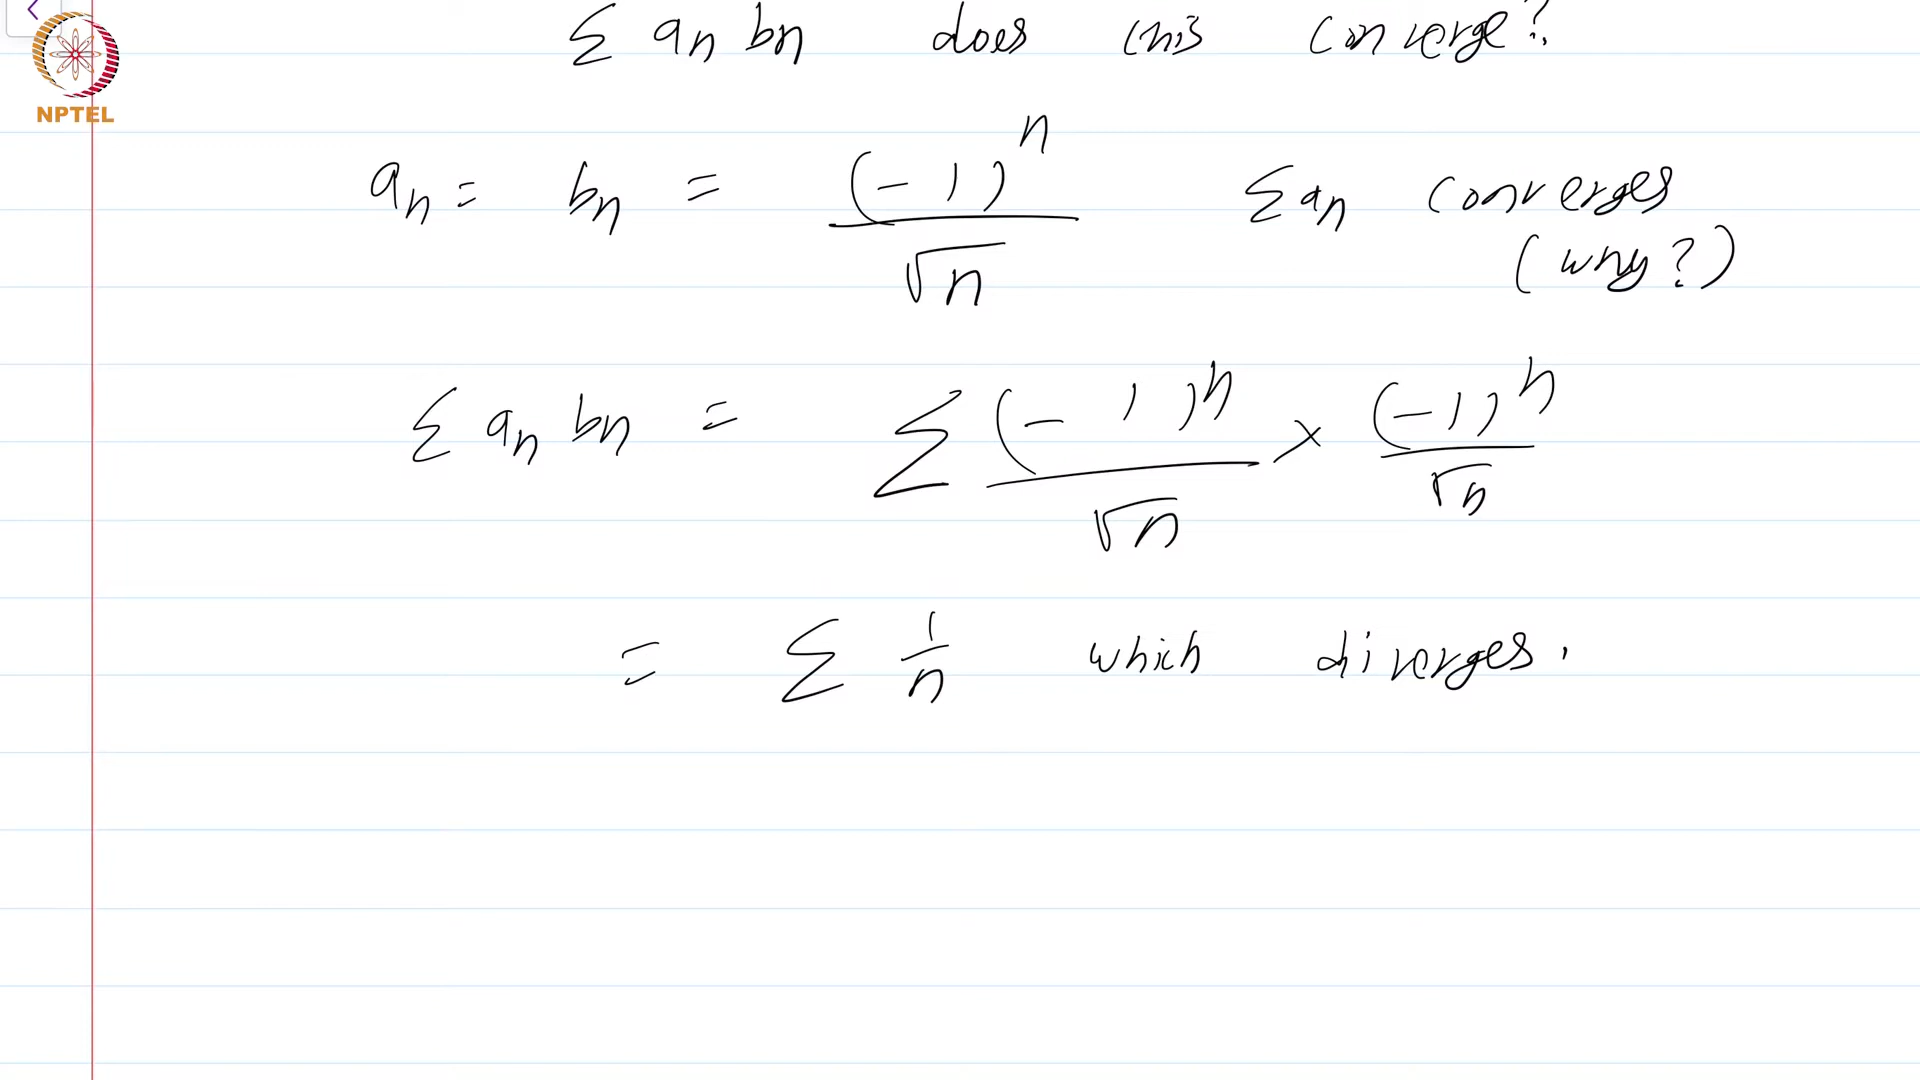 Σ an bn does this converge?
NPTEL
an = bn = (-1)^n / √n Σ an converges
(why?)
Σ an bn = Σ (-1)^n / √n × (-1)^n / √n
= Σ 1/n which diverges.